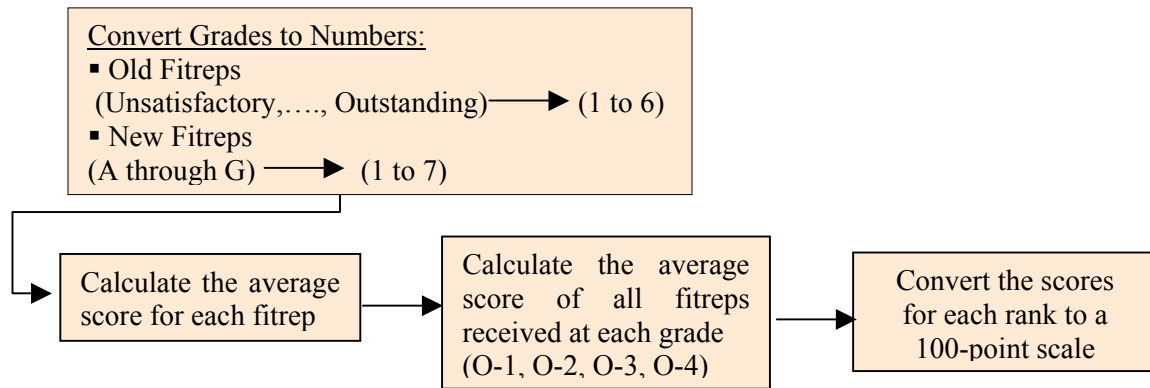 Convert Grades to Numbers:
▪ Old Fitreps
(Unsatisfactory,…., Outstanding) (1 to 6)
▪ New Fitreps
(A through G) (1 to 7)
Calculate the average
score for each fitrep
Calculate the average
score of all fitreps
received at each grade
(O-1, O-2, O-3, O-4)
Convert the scores
for each rank to a
100-point scale